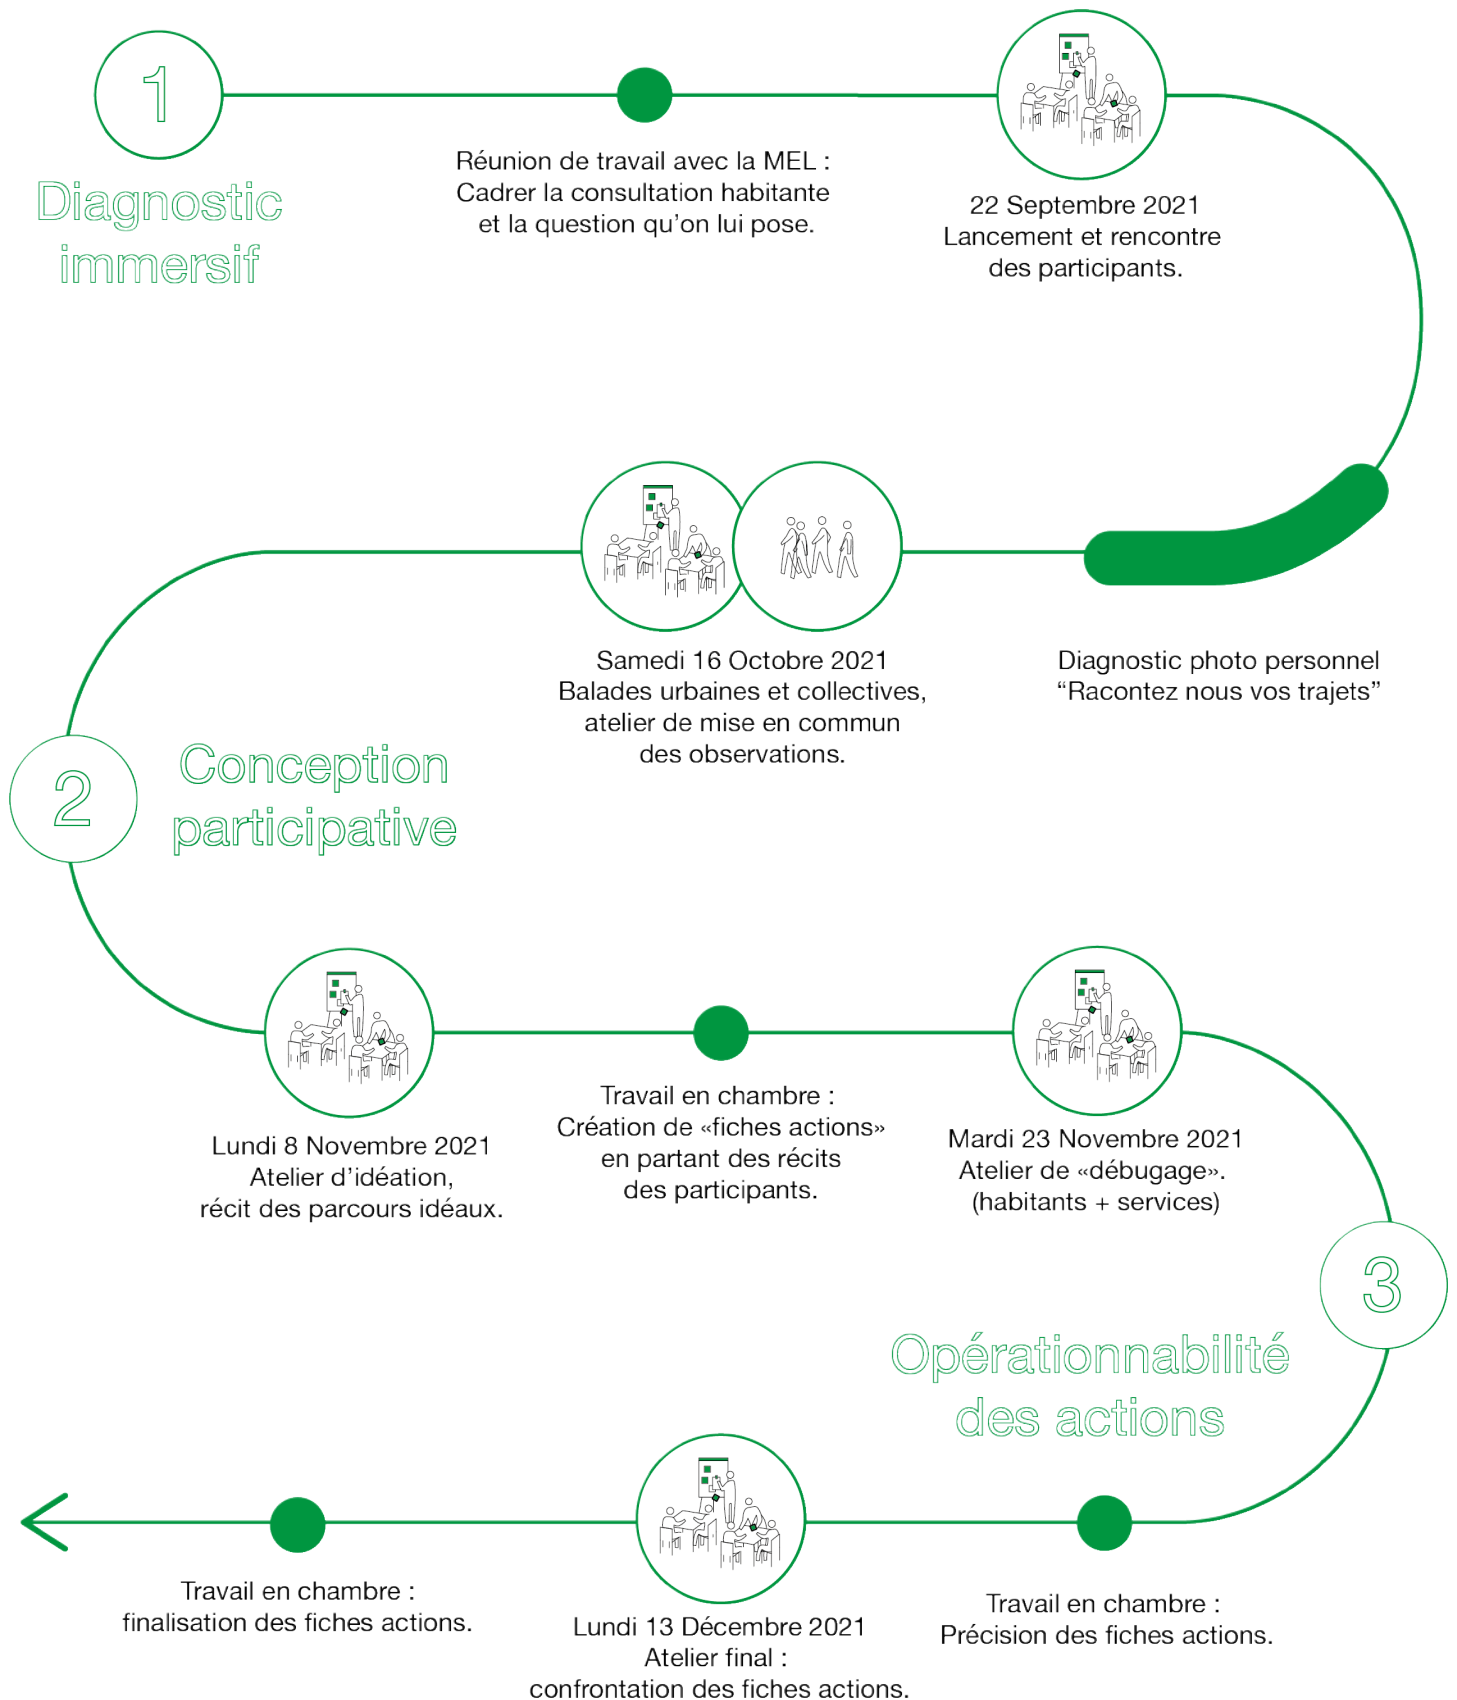 1
Diagnostic
immersif
Réunion de travail avec la MEL :
Cadrer la consultation habitante
et la question qu'on lui pose.
22 Septembre 2021
Lancement et rencontre
des participants.
Diagnostic photo personnel
“Racontez nous vos trajets”
Samedi 16 Octobre 2021
Balades urbaines et collectives,
atelier de mise en commun
des observations.
2
Conception
participative
Lundi 8 Novembre 2021
Atelier d'idéation,
récit des parcours idéaux.
Travail en chambre :
Création de «fiches actions»
en partant des récits
des participants.
Mardi 23 Novembre 2021
Atelier de «débugage».
(habitants + services)
3
Opérationnabilité
des actions
Travail en chambre :
Précision des fiches actions.
Lundi 13 Décembre 2021
Atelier final :
confrontation des fiches actions.
Travail en chambre :
finalisation des fiches actions.